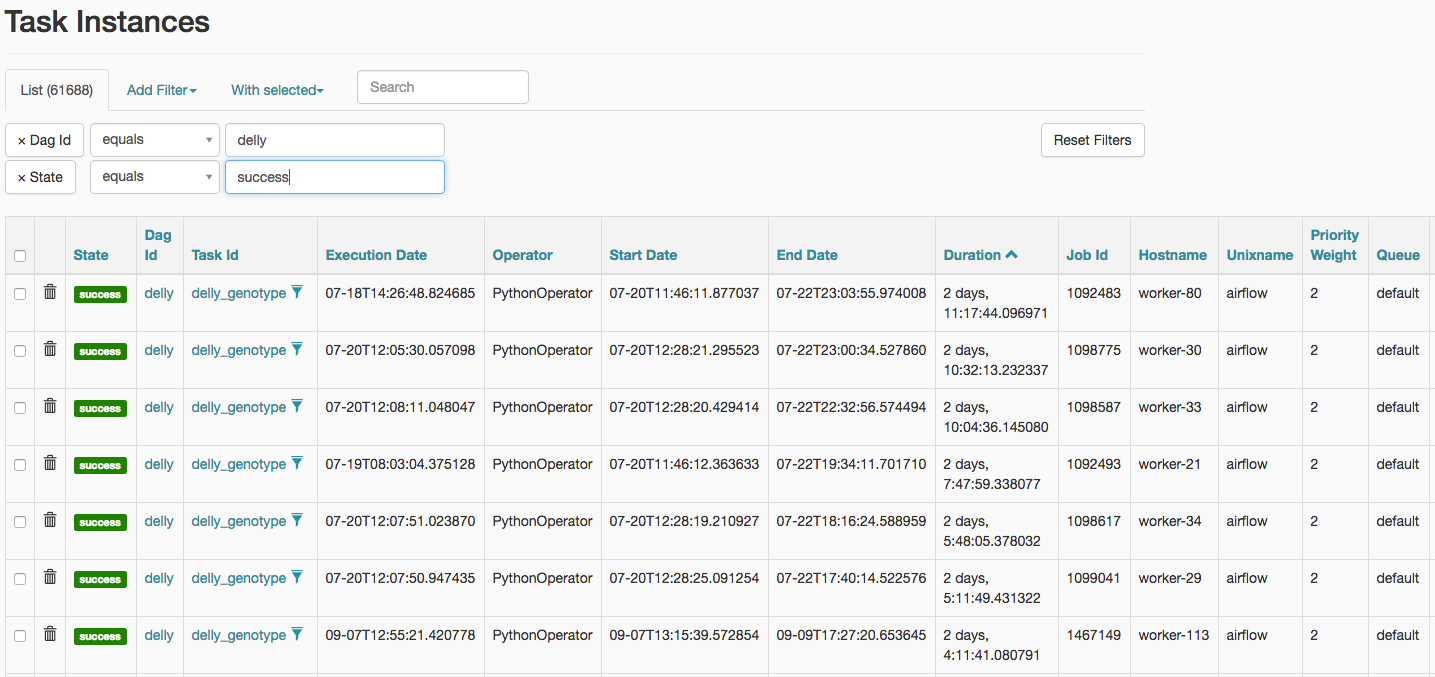 Task Instances
List (61688) Add Filter With selected Search
× Dag Id equals delly Reset Filters
× State equals success
State Dag Id Task Id Execution Date Operator Start Date End Date Duration Job Id Hostname Unixname Priority Weight Queue
success delly delly_genotype 07-18T14:26:48.824685 PythonOperator 07-20T11:46:11.877037 07-22T23:03:55.974008 2 days, 1092483 worker-80 airflow 2 default
11:17:44.096971
success delly delly_genotype 07-20T12:05:30.057098 PythonOperator 07-20T12:28:21.295523 07-22T23:00:34.527860 2 days, 1098775 worker-30 airflow 2 default
10:32:13.232337
success delly delly_genotype 07-20T12:08:11.048047 PythonOperator 07-20T12:28:20.429414 07-22T22:32:56.574494 2 days, 1098587 worker-33 airflow 2 default
10:04:36.145080
success delly delly_genotype 07-19T08:03:04.375128 PythonOperator 07-20T11:46:12.363633 07-22T19:34:11.701710 2 days, 1092493 worker-21 airflow 2 default
7:47:59.338077
success delly delly_genotype 07-20T12:07:51.023870 PythonOperator 07-20T12:28:19.210927 07-22T18:16:24.588959 2 days, 1098617 worker-34 airflow 2 default
5:48:05.378032
success delly delly_genotype 07-20T12:07:50.947435 PythonOperator 07-20T12:28:25.091254 07-22T17:40:14.522576 2 days, 1099041 worker-29 airflow 2 default
5:11:49.431322
success delly delly_genotype 09-07T12:55:21.420778 PythonOperator 09-07T13:15:39.572854 09-09T17:27:20.653645 2 days, 1467149 worker-113 airflow 2 default
4:11:41.080791